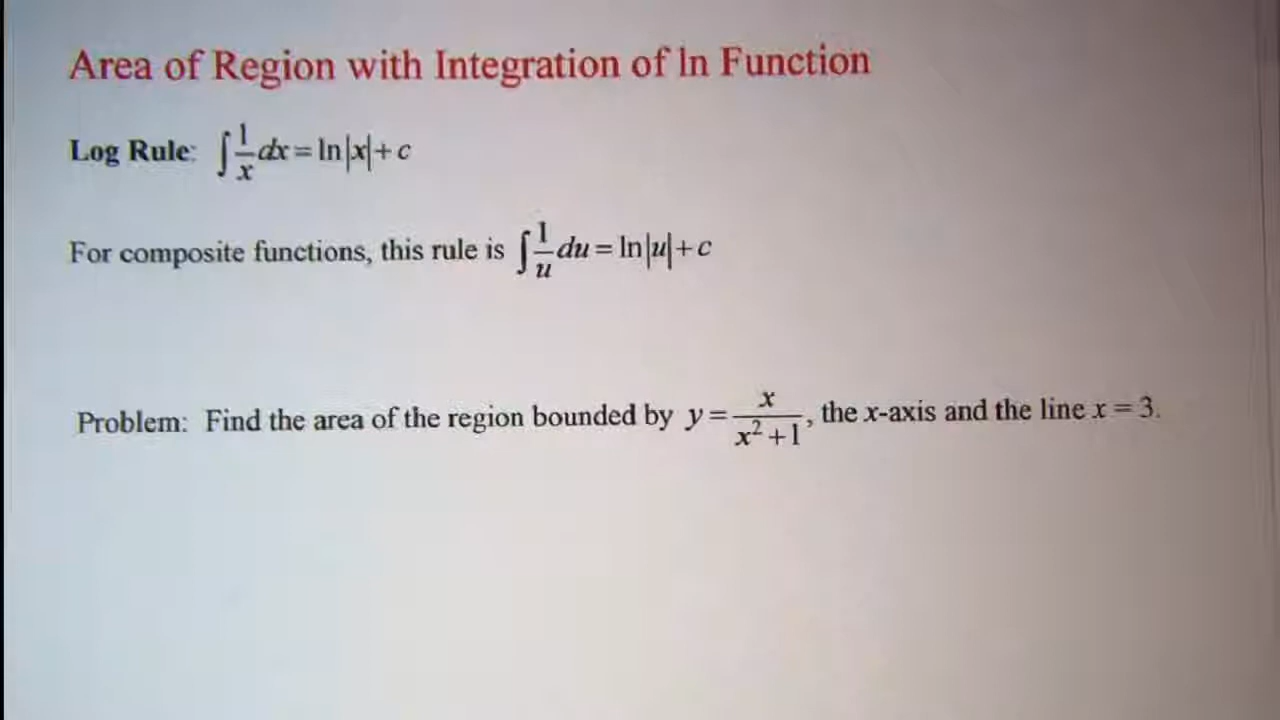 Area of Region with Integration of ln Function
Log Rule: ∫ 1/x dx = ln|x| + c
For composite functions, this rule is ∫ 1/u du = ln|u| + c
Problem: Find the area of the region bounded by y = x/(x² + 1), the x-axis and the line x = 3.